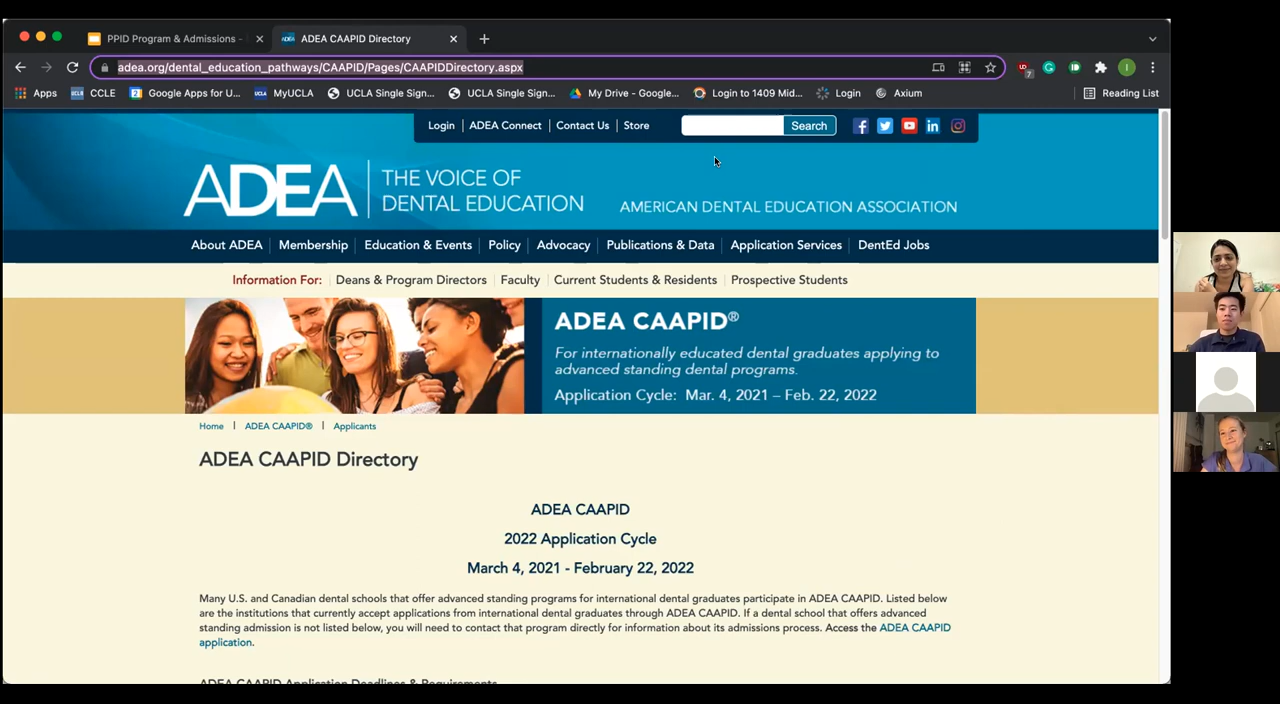 PPID Program & Admissions -
ADEA CAAPID Directory
adea.org/dental_education_pathways/CAAPID/Pages/CAAPIDDirectory.aspx
7
I
Apps
UCLA
CCLE
2
Google Apps for U...
UCLA
MyUCLA
UCLA Single Sign...
UCLA Single Sign...
My Drive - Google...
Login to 1409 Mid...
Login
Axium
Reading List
Login
ADEA Connect
Contact Us
Store
Search
ADEA
THE VOICE OF
DENTAL EDUCATION
AMERICAN DENTAL EDUCATION ASSOCIATION
About ADEA
Membership
Education & Events
Policy
Advocacy
Publications & Data
Application Services
DentEd Jobs
Information For:
Deans & Program Directors
Faculty
Current Students & Residents
Prospective Students
ADEA CAAPID®
For internationally educated dental graduates applying to
advanced standing dental programs.
Application Cycle: Mar. 4, 2021 – Feb. 22, 2022
Home | ADEA CAAPID® | Applicants
ADEA CAAPID Directory
ADEA CAAPID
2022 Application Cycle
March 4, 2021 - February 22, 2022
Many U.S. and Canadian dental schools that offer advanced standing programs for international dental graduates participate in ADEA CAAPID. Listed below
are the institutions that currently accept applications from international dental graduates through ADEA CAAPID. If a dental school that offers advanced
standing admission is not listed below, you will need to contact that program directly for information about its admissions process. Access the ADEA CAAPID
application.
ADEA CAAPID Application Deadlines & Requirements